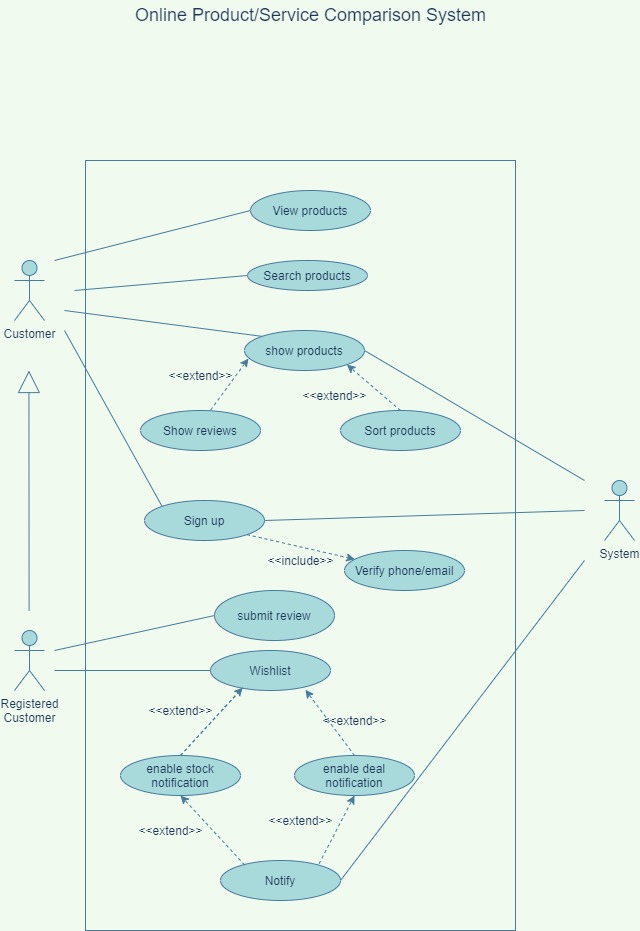 Online Product/Service Comparison System
View products
Search products
Customer
show products
<<extend>>
<<extend>>
Show reviews
Sort products
Sign up
System
<<include>>
Verify phone/email
submit review
Wishlist
Registered
Customer
<<extend>>
<<extend>>
enable stock
notification
enable deal
notification
<<extend>>
<<extend>>
Notify